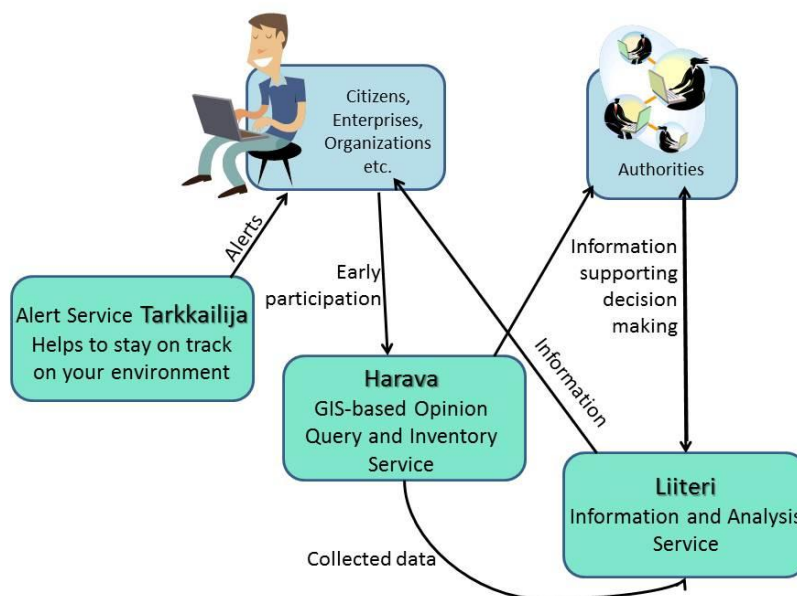 Citizens,
Enterprises,
Organizations
etc.
Authorities
Alerts
Early
participation
Information
supporting
decision
making
Alert Service Tarkkailija
Helps to stay on track
on your environment
Information
Harava
GIS-based Opinion
Query and Inventory
Service
Liiteri
Information and Analysis
Service
Collected data